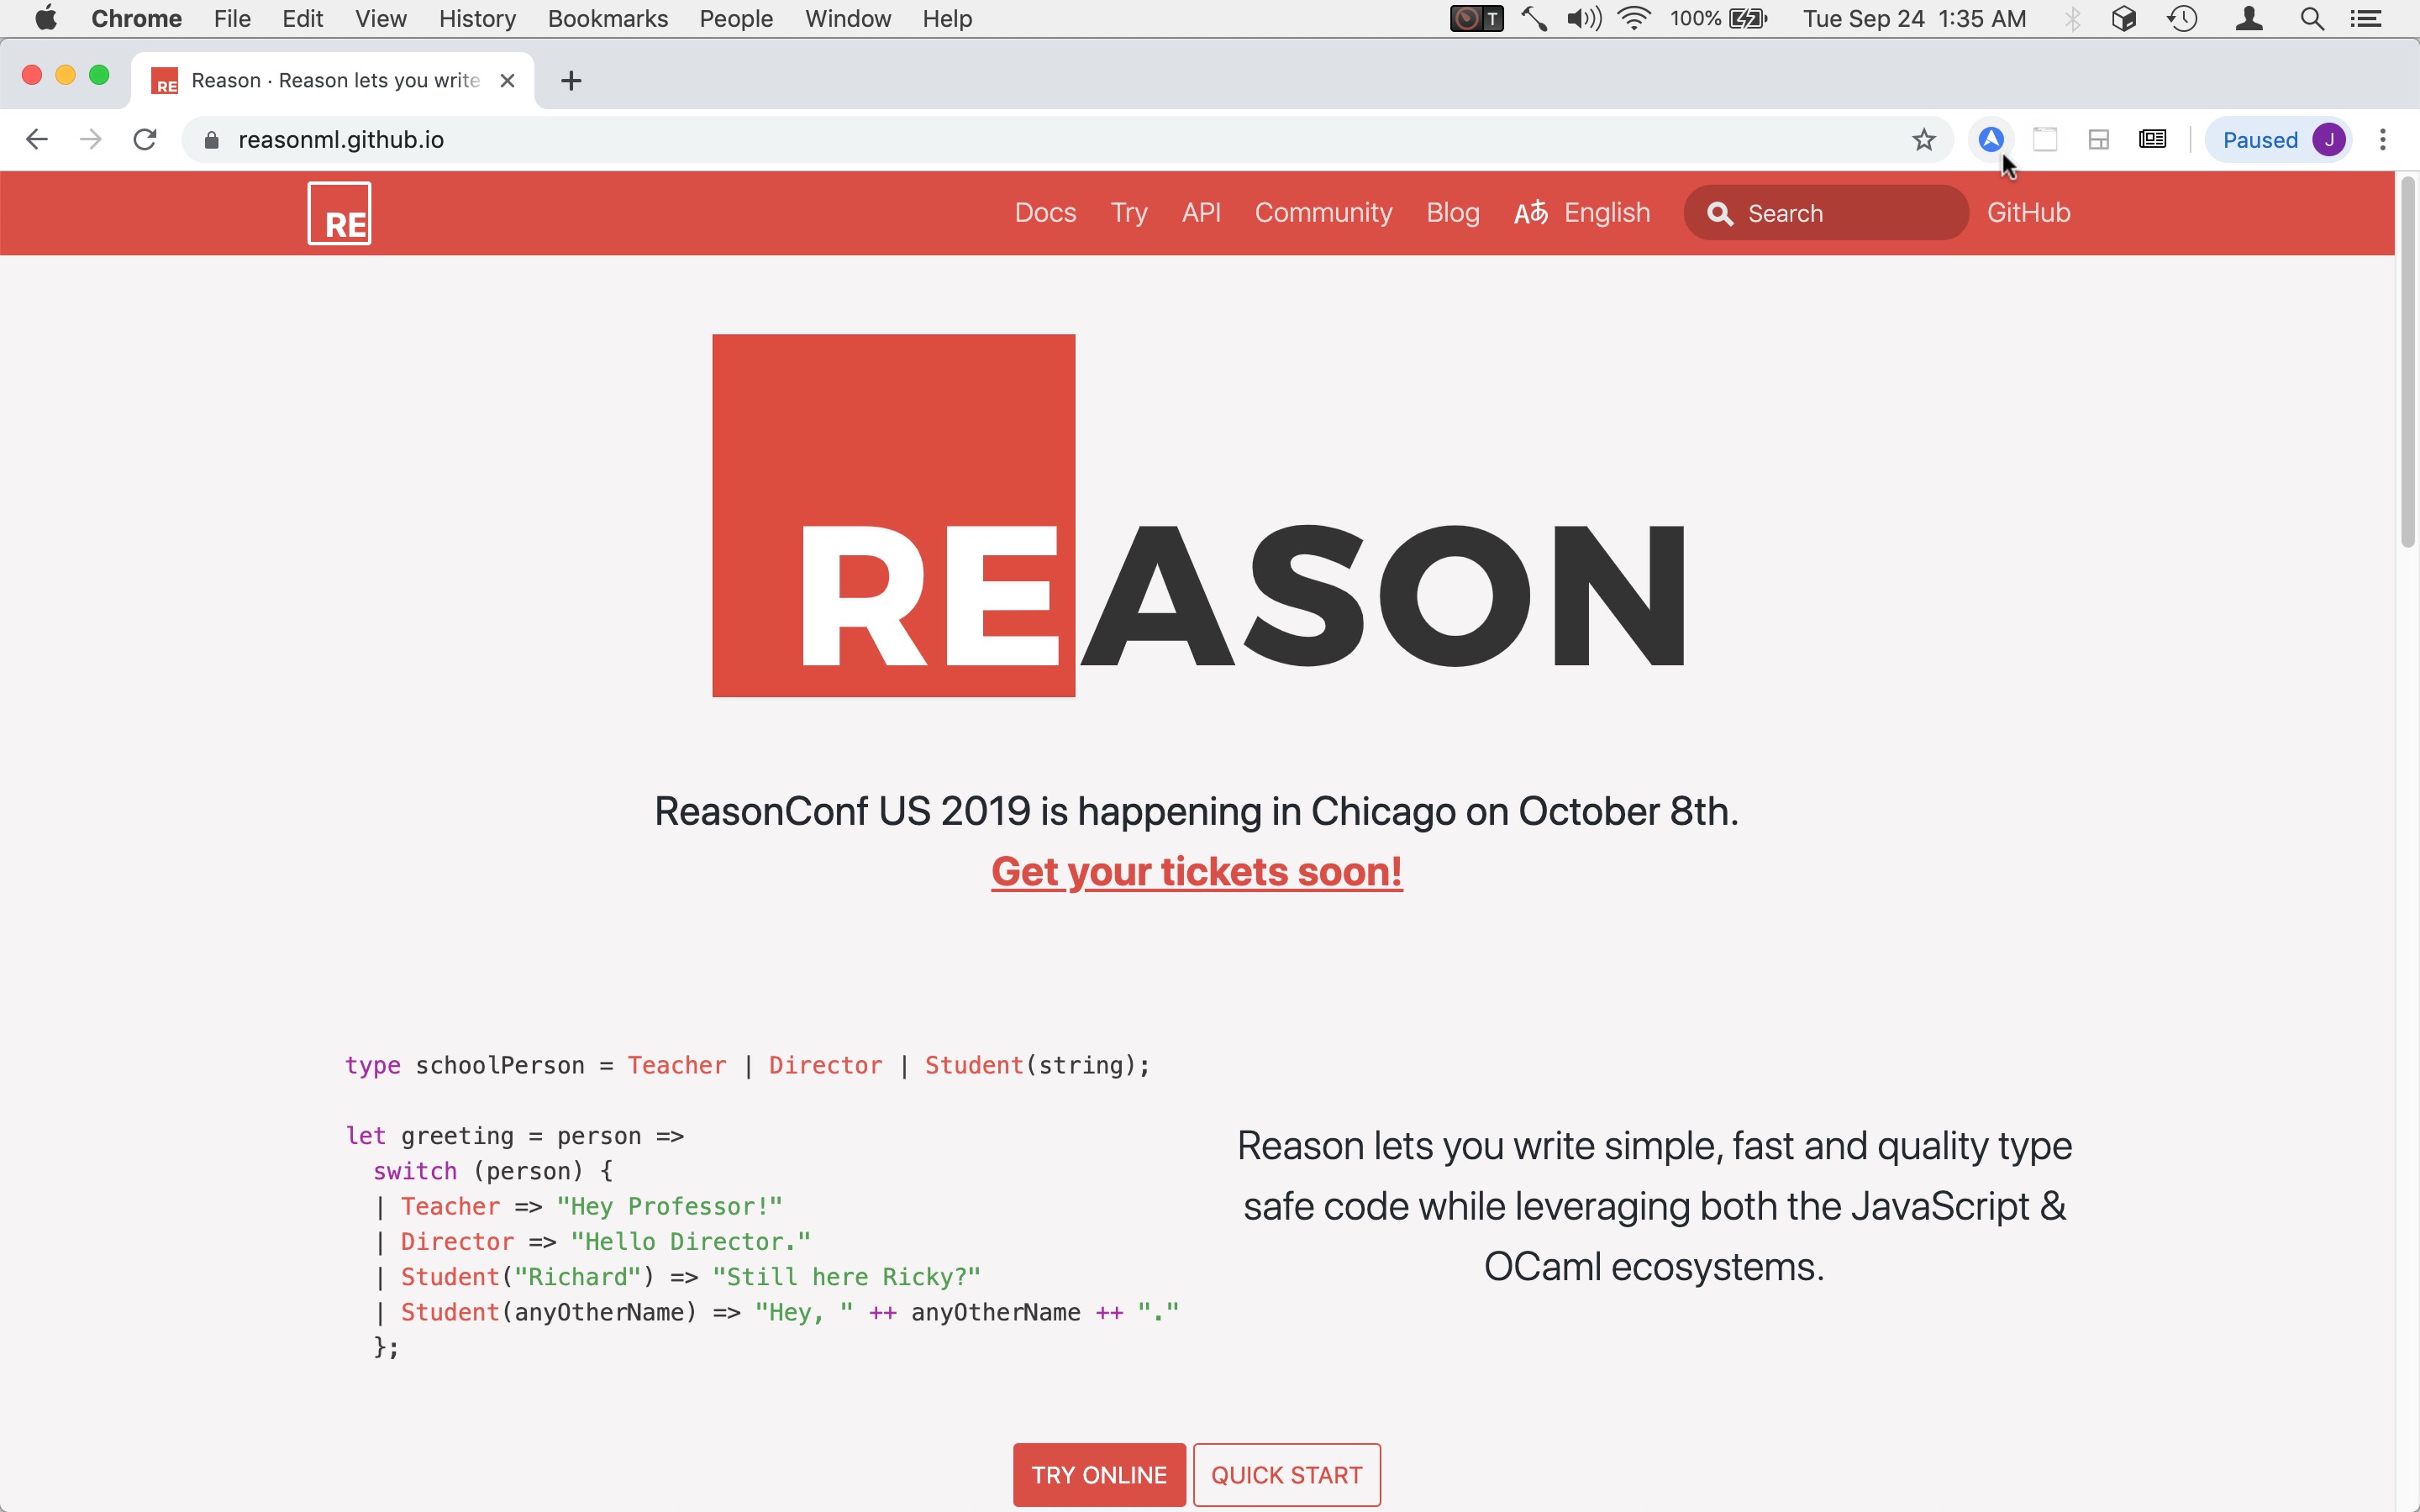 Chrome File Edit View History Bookmarks People Window Help T 100% Tue Sep 24 1:35 AM
RE Reason · Reason lets you write
reasonml.github.io Paused J
RE Docs Try API Community Blog Aあ English Search GitHub
REASON
ReasonConf US 2019 is happening in Chicago on October 8th.
Get your tickets soon!
type schoolPerson = Teacher | Director | Student(string);
let greeting = person =>
switch (person) {
| Teacher => "Hey Professor!"
| Director => "Hello Director."
| Student("Richard") => "Still here Ricky?"
| Student(anyOtherName) => "Hey, " ++ anyOtherName ++ "."
};
Reason lets you write simple, fast and quality type
safe code while leveraging both the JavaScript &
OCaml ecosystems.
TRY ONLINE QUICK START